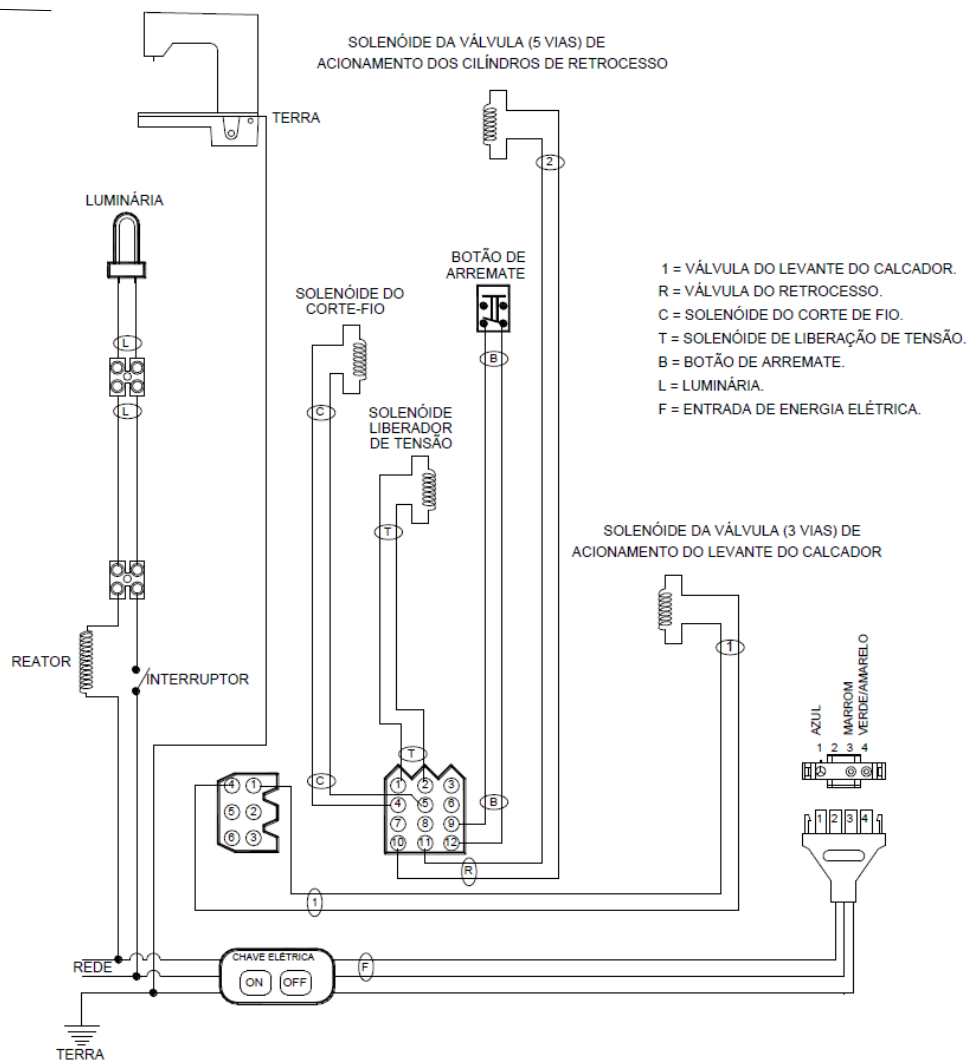 SOLENÓIDE DA VÁLVULA (5 VIAS) DE
ACIONAMENTO DOS CILÍNDROS DE RETROCESSO
TERRA
2
LUMINÁRIA
BOTÃO DE
ARREMATE
1 = VÁLVULA DO LEVANTE DO CALCADOR.
R = VÁLVULA DO RETROCESSO.
C = SOLENÓIDE DO CORTE DE FIO.
T = SOLENÓIDE DE LIBERAÇÃO DE TENSÃO.
B = BOTÃO DE ARREMATE.
L = LUMINÁRIA.
F = ENTRADA DE ENERGIA ELÉTRICA.
SOLENÓIDE DO
CORTE-FIO
L
B
L
C
SOLENÓIDE
LIBERADOR
DE TENSÃO
T
SOLENÓIDE DA VÁLVULA (3 VIAS) DE
ACIONAMENTO DO LEVANTE DO CALCADOR
1
REATOR
INTERRUPTOR
AZUL
MARROM
VERDE/AMARELO
1 2 3 4
T
C
B
4 1
5 2
6 3
1 2 3
4 5 6
7 8 9
10 11 12
1 2 3 4
R
1
REDE
CHAVE ELÉTRICA
ON OFF
F
TERRA